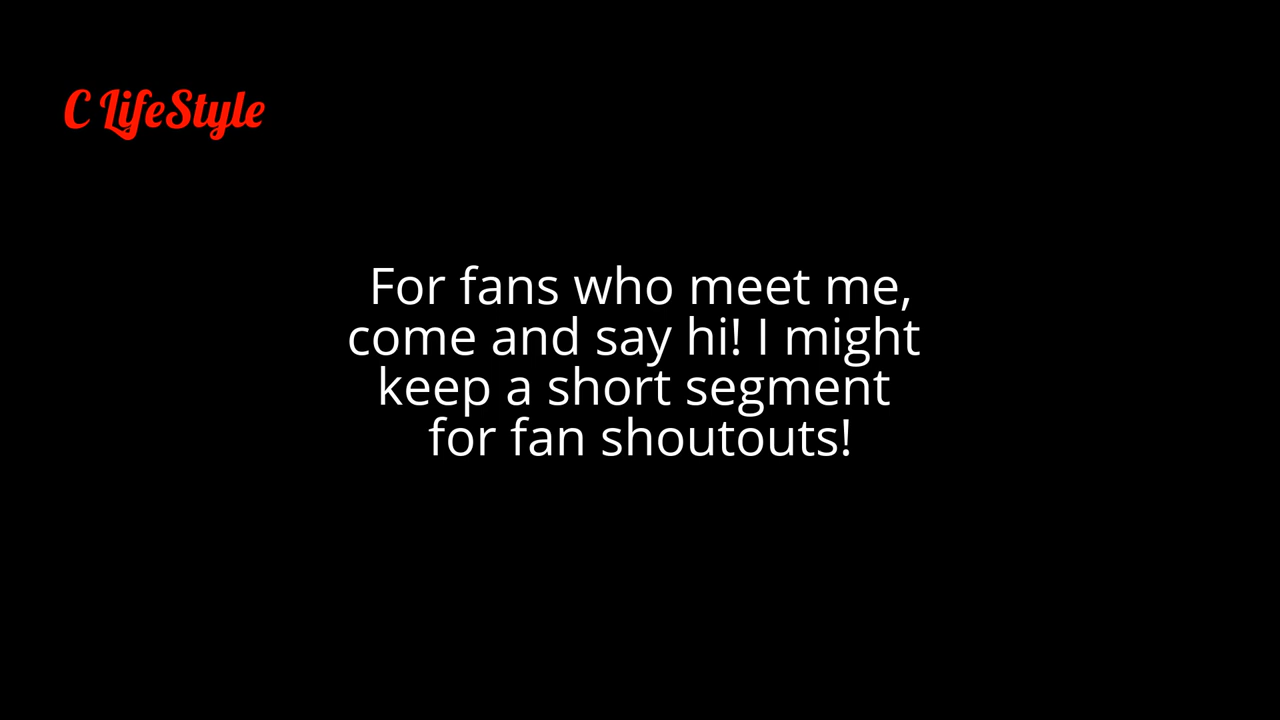 C LifeStyle
For fans who meet me,
come and say hi! I might
keep a short segment
for fan shoutouts!